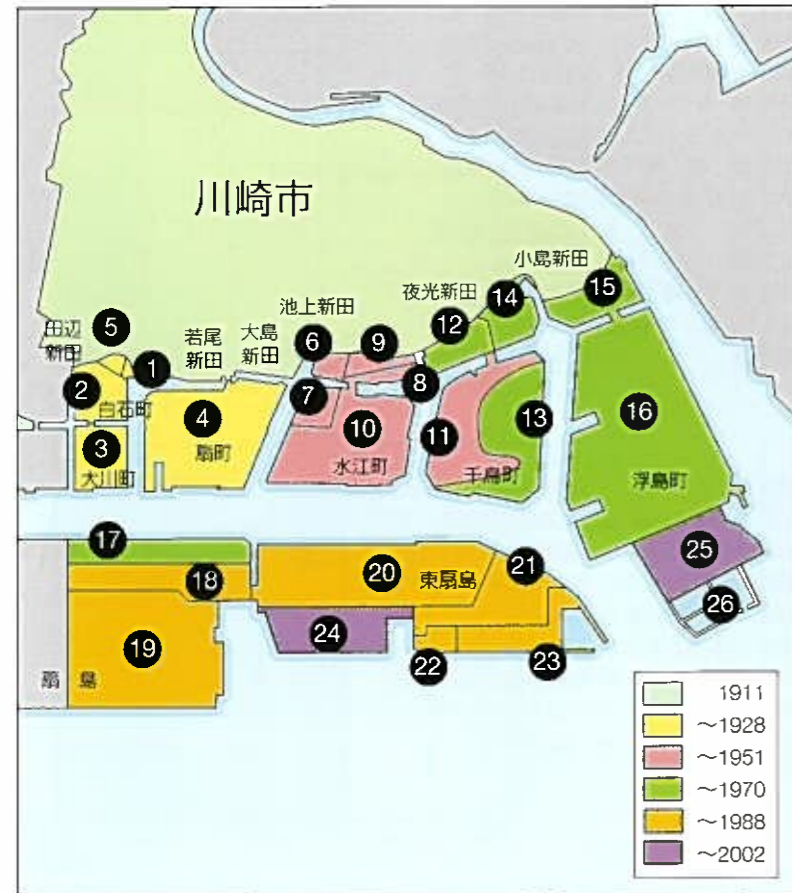 川崎市
小島新田
15
14
夜光新田
12
池上新田
6
9
8
大島
新田
若尾
新田
5
田辺
新田
1
2
白石町
7
4
扇町
16
13
10
11
3
大川町
水江町
千鳥町
浮島町
17
25
18
20
東扇島
21
26
24
19
22
23
扇島
1911
～1928
～1951
～1970
～1988
～2002